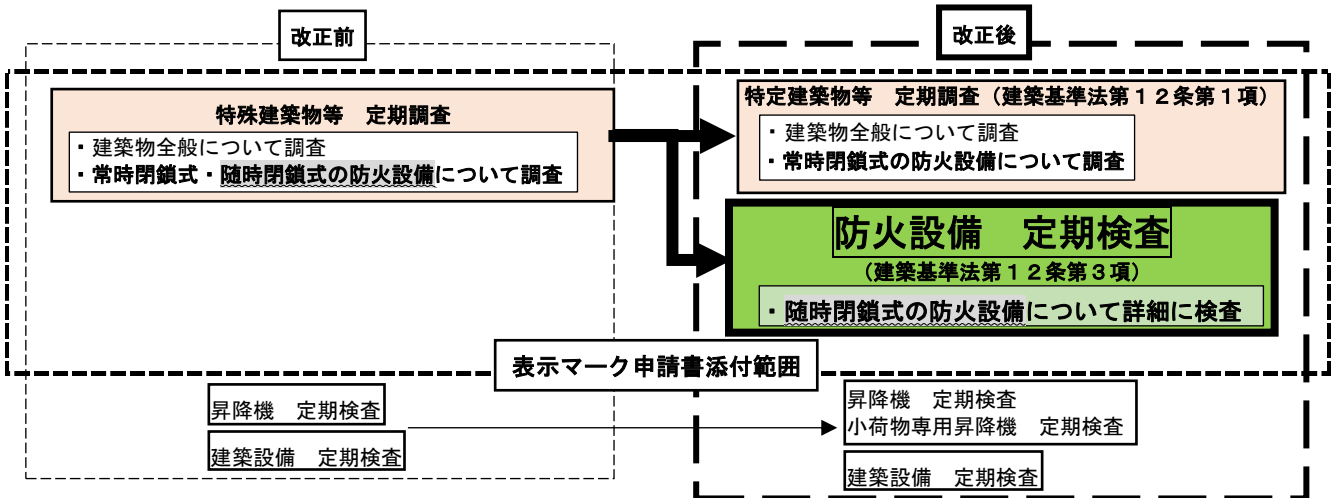 改正前
特殊建築物等　定期調査
・建築物全般について調査
・常時閉鎖式・随時閉鎖式の防火設備について調査
改正後
特定建築物等　定期調査（建築基準法第１２条第１項）
・建築物全般について調査
・常時閉鎖式の防火設備について調査
防火設備　定期検査
（建築基準法第１２条第３項）
・随時閉鎖式の防火設備について詳細に検査
表示マーク申請書添付範囲
昇降機　定期検査
建築設備　定期検査
昇降機　定期検査
小荷物専用昇降機　定期検査
建築設備　定期検査